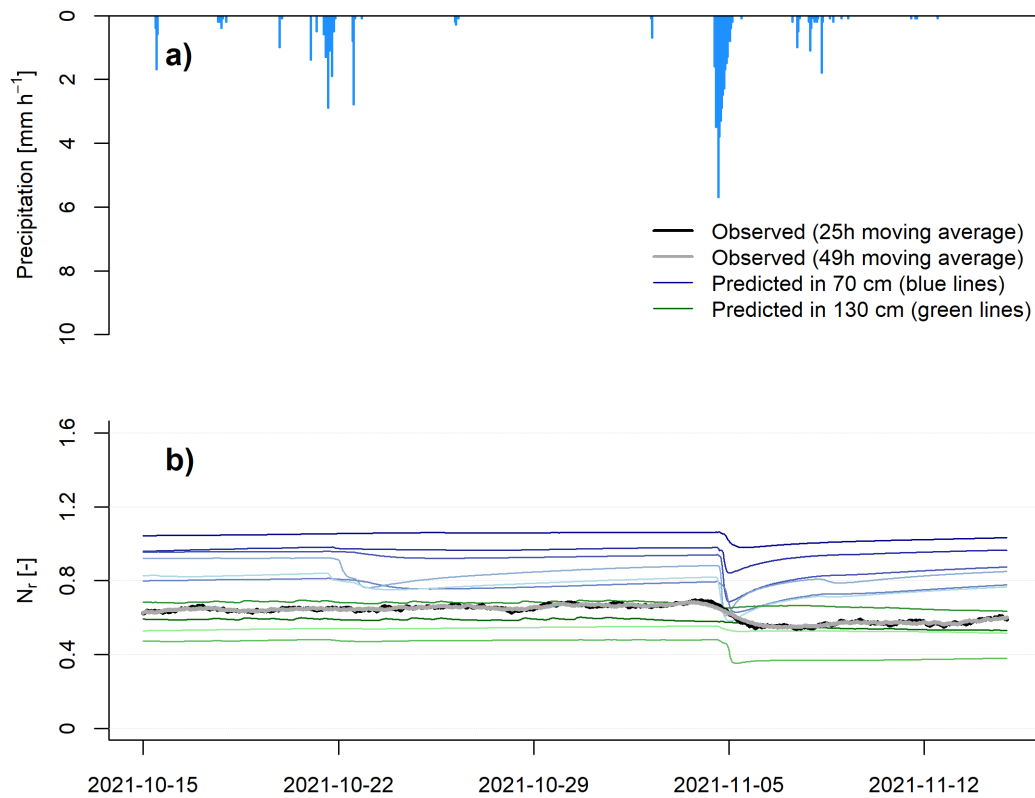 0
2
4
6
8
10
Precipitation [mm h⁻¹]
a)
Observed (25h moving average)
Observed (49h moving average)
Predicted in 70 cm (blue lines)
Predicted in 130 cm (green lines)
1.6
1.2
0.8
0.4
0
Nᵣ [-]
b)
2021-10-15 2021-10-22 2021-10-29 2021-11-05 2021-11-12